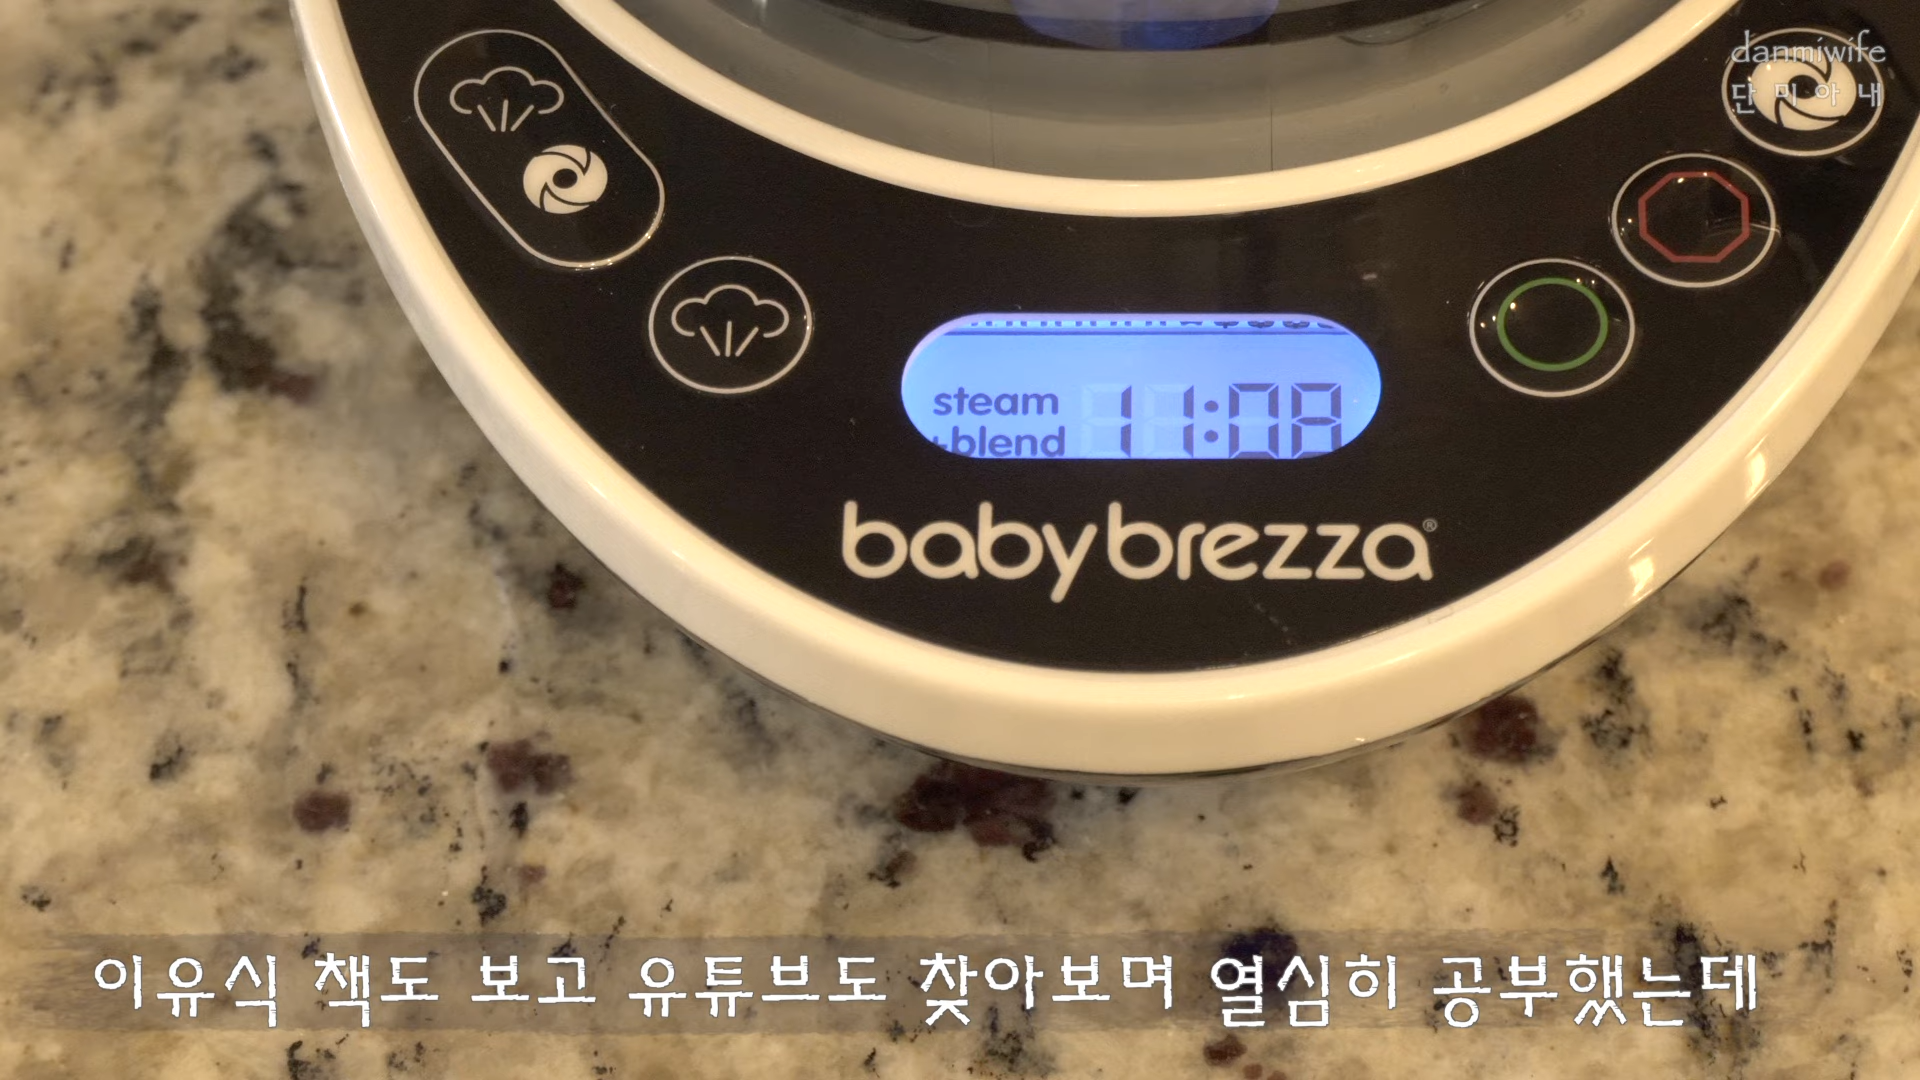 danmiwife
단미아내
steam 11:08
+blend
babybrezza®
이유식 책도 보고 유튜브도 찾아보며 열심히 공부했는데